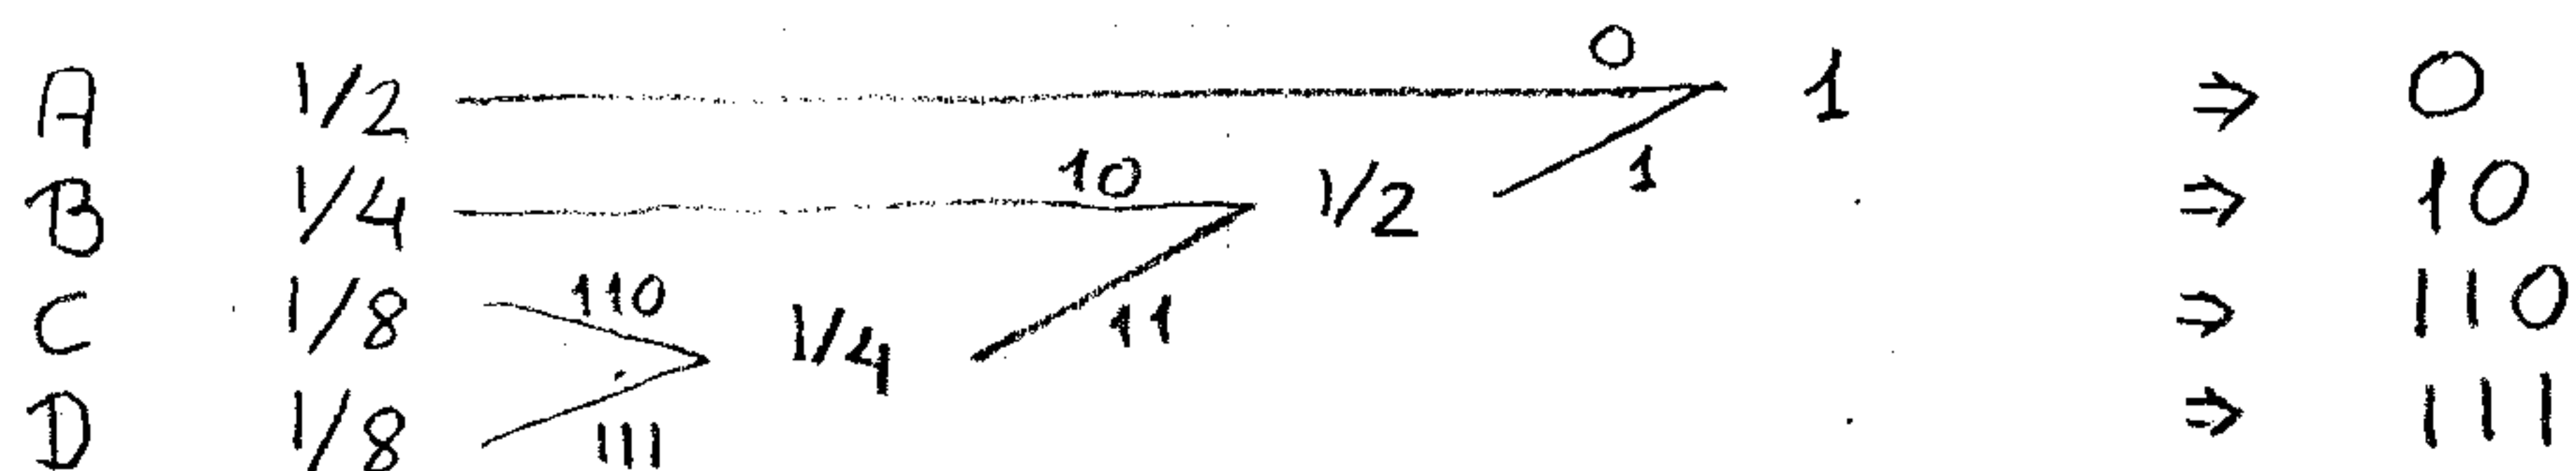 A 1/2 0 1 ⇒ 0
B 1/4 10 1/2 1 ⇒ 10
C 1/8 110 1/4 11 ⇒ 110
D 1/8 111 ⇒ 111